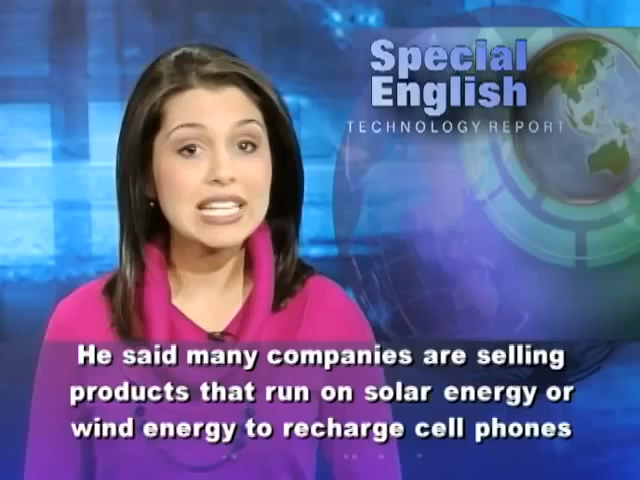 Special
English
TECHNOLOGY REPORT
He said many companies are selling
products that run on solar energy or
wind energy to recharge cell phones